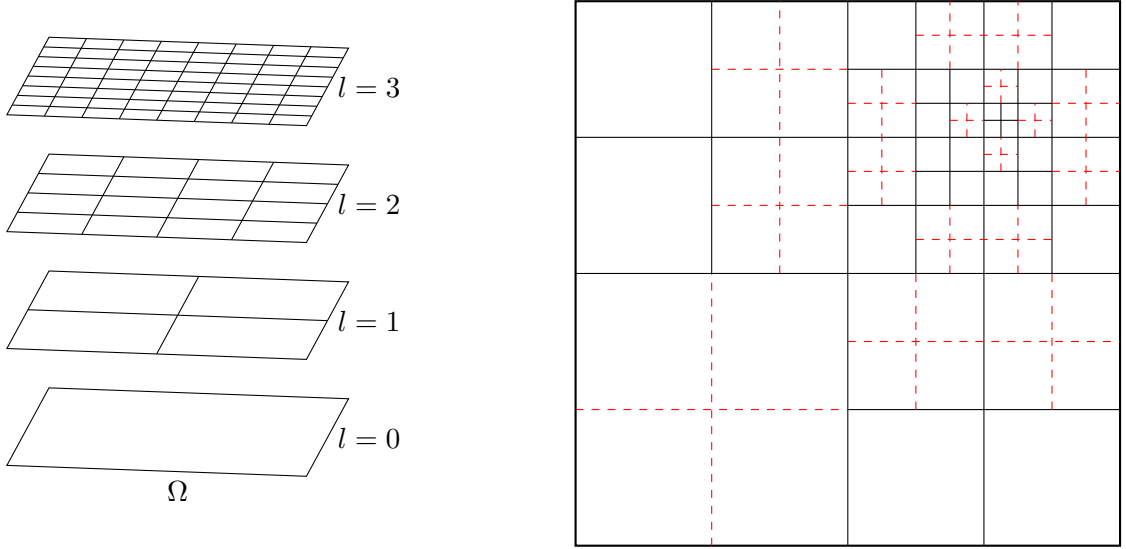 l = 3
l = 2
l = 1
l = 0
Ω